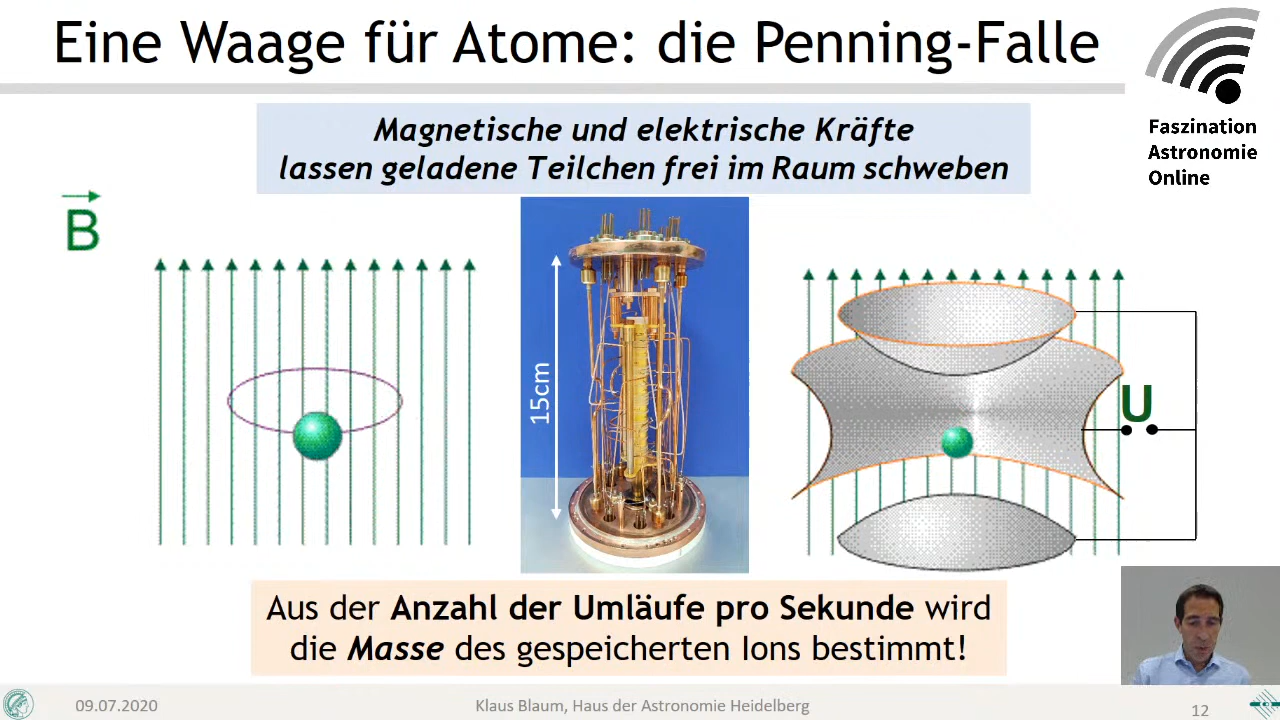 Eine Waage für Atome: die Penning-Falle
Faszination
Astronomie
Online
Magnetische und elektrische Kräfte
lassen geladene Teilchen frei im Raum schweben
B
15cm
U
Aus der Anzahl der Umläufe pro Sekunde wird
die Masse des gespeicherten Ions bestimmt!
09.07.2020
Klaus Blaum, Haus der Astronomie Heidelberg
12